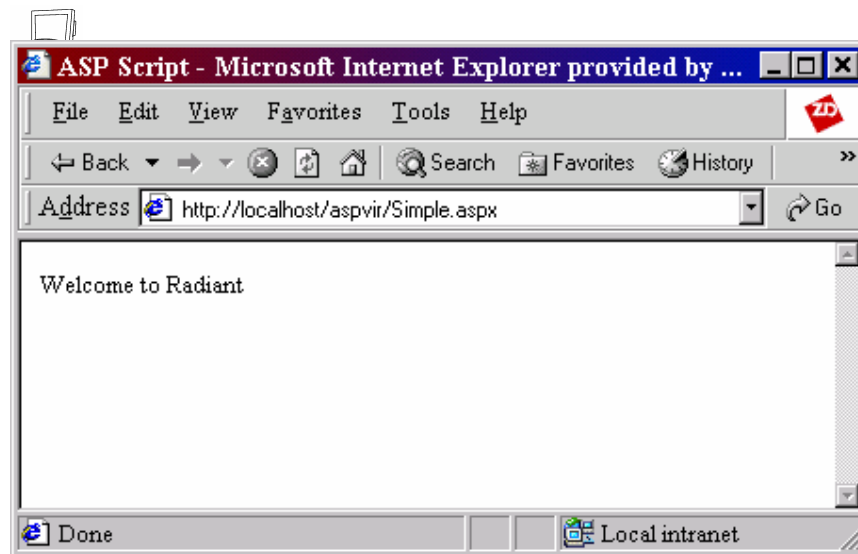 ASP Script - Microsoft Internet Explorer provided by ...
File Edit View Favorites Tools Help
ZD
Back Search Favorites History »
Address http://localhost/aspvir/Simple.aspx Go
Welcome to Radiant
Done Local intranet